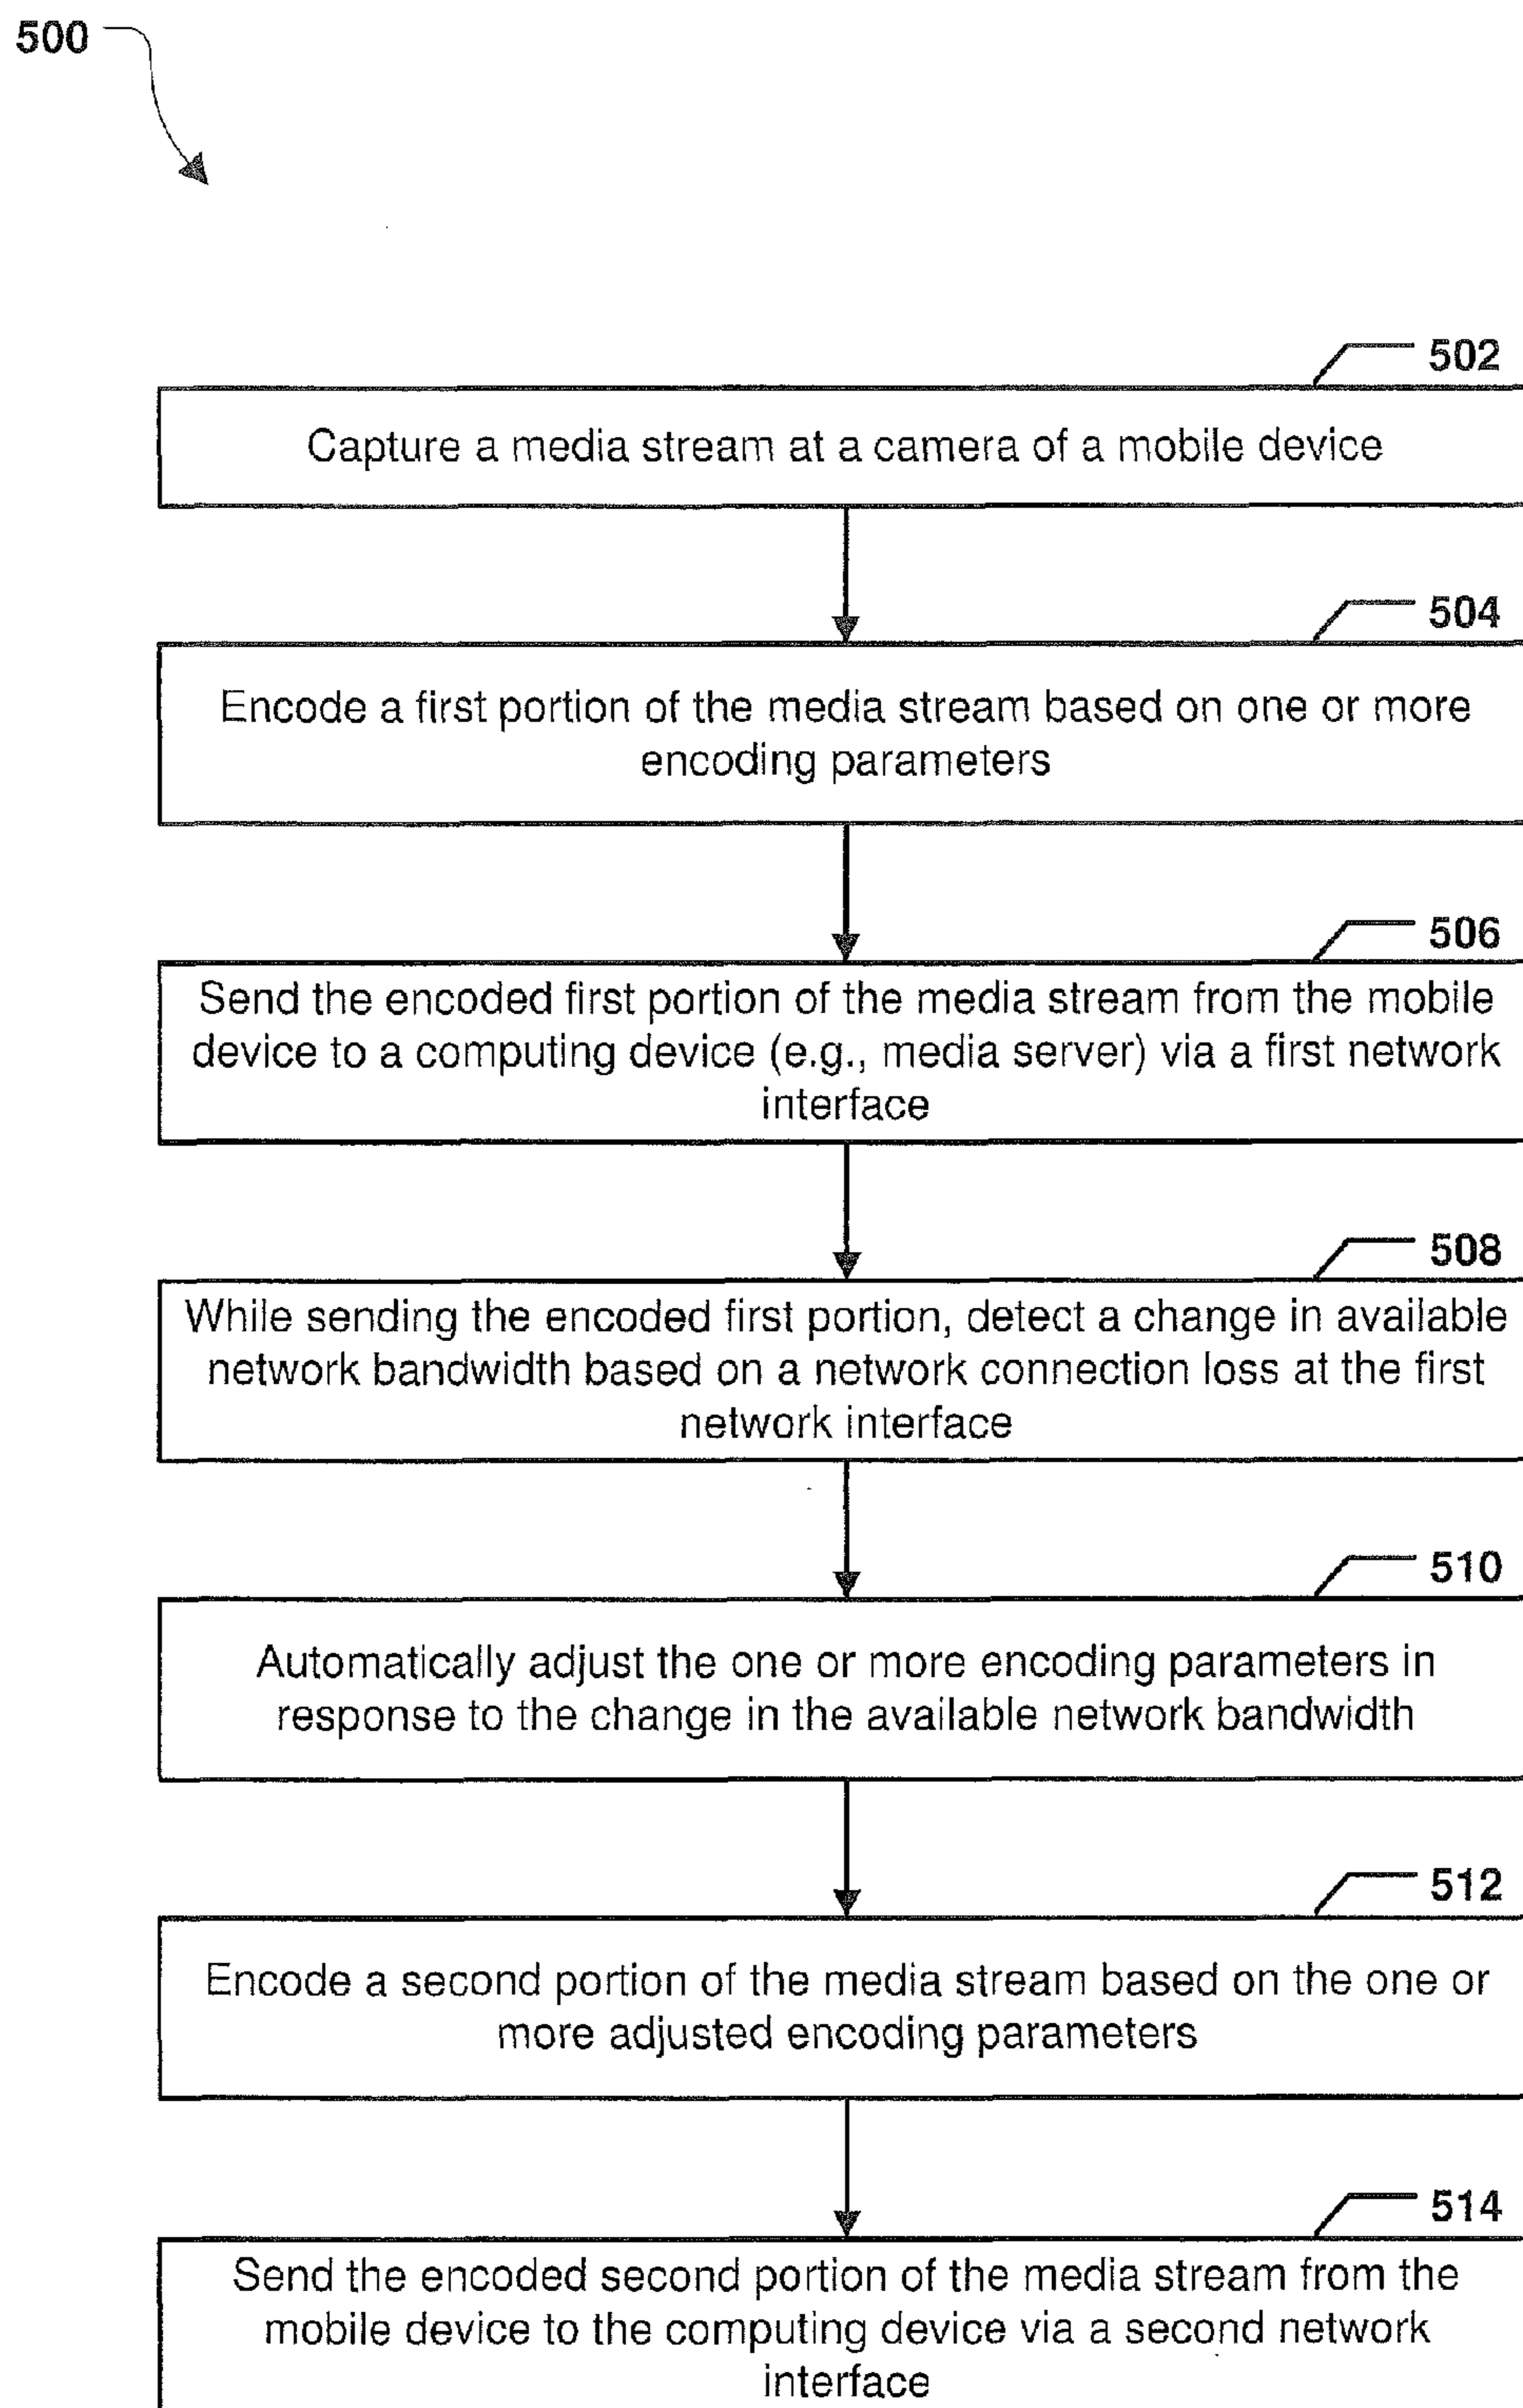 500
502
Capture a media stream at a camera of a mobile device
504
Encode a first portion of the media stream based on one or more
encoding parameters
506
Send the encoded first portion of the media stream from the mobile
device to a computing device (e.g., media server) via a first network
interface
508
While sending the encoded first portion, detect a change in available
network bandwidth based on a network connection loss at the first
network interface
510
Automatically adjust the one or more encoding parameters in
response to the change in the available network bandwidth
512
Encode a second portion of the media stream based on the one or
more adjusted encoding parameters
514
Send the encoded second portion of the media stream from the
mobile device to the computing device via a second network
interface